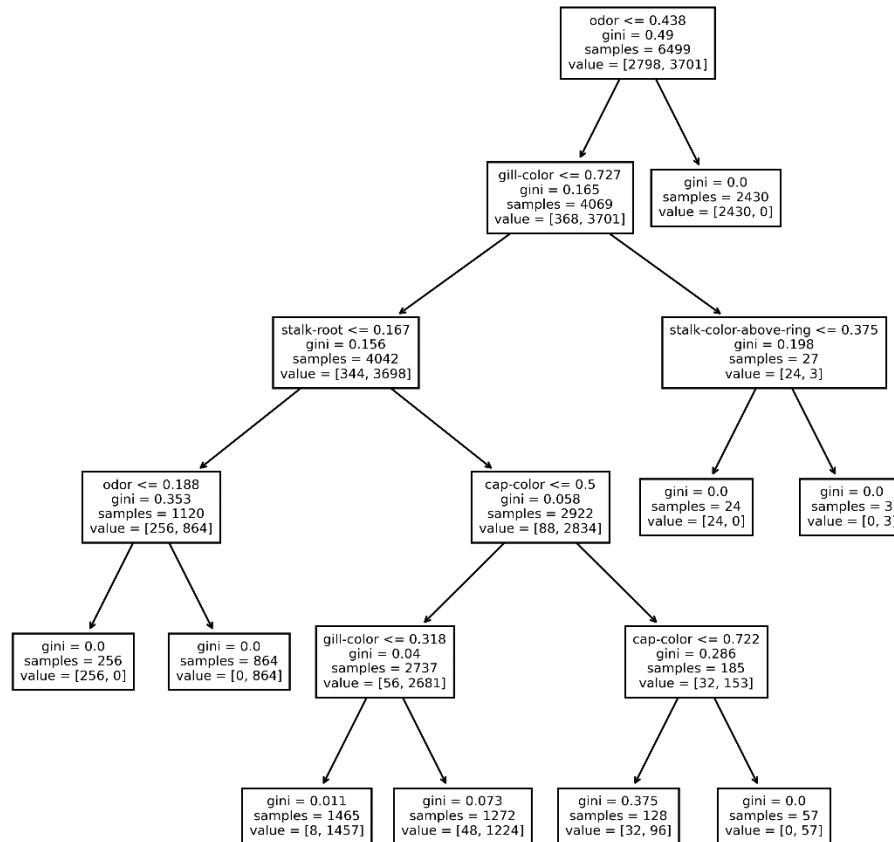 odor <= 0.438
gini = 0.49
samples = 6499
value = [2798, 3701]
gill-color <= 0.727
gini = 0.165
samples = 4069
value = [368, 3701]
gini = 0.0
samples = 2430
value = [2430, 0]
stalk-root <= 0.167
gini = 0.156
samples = 4042
value = [344, 3698]
stalk-color-above-ring <= 0.375
gini = 0.198
samples = 27
value = [24, 3]
odor <= 0.188
gini = 0.353
samples = 1120
value = [256, 864]
cap-color <= 0.5
gini = 0.058
samples = 2922
value = [88, 2834]
gini = 0.0
samples = 24
value = [24, 0]
gini = 0.0
samples = 3
value = [0, 3]
gini = 0.0
samples = 256
value = [256, 0]
gini = 0.0
samples = 864
value = [0, 864]
gill-color <= 0.318
gini = 0.04
samples = 2737
value = [56, 2681]
cap-color <= 0.722
gini = 0.286
samples = 185
value = [32, 153]
gini = 0.011
samples = 1465
value = [8, 1457]
gini = 0.073
samples = 1272
value = [48, 1224]
gini = 0.375
samples = 128
value = [32, 96]
gini = 0.0
samples = 57
value = [0, 57]